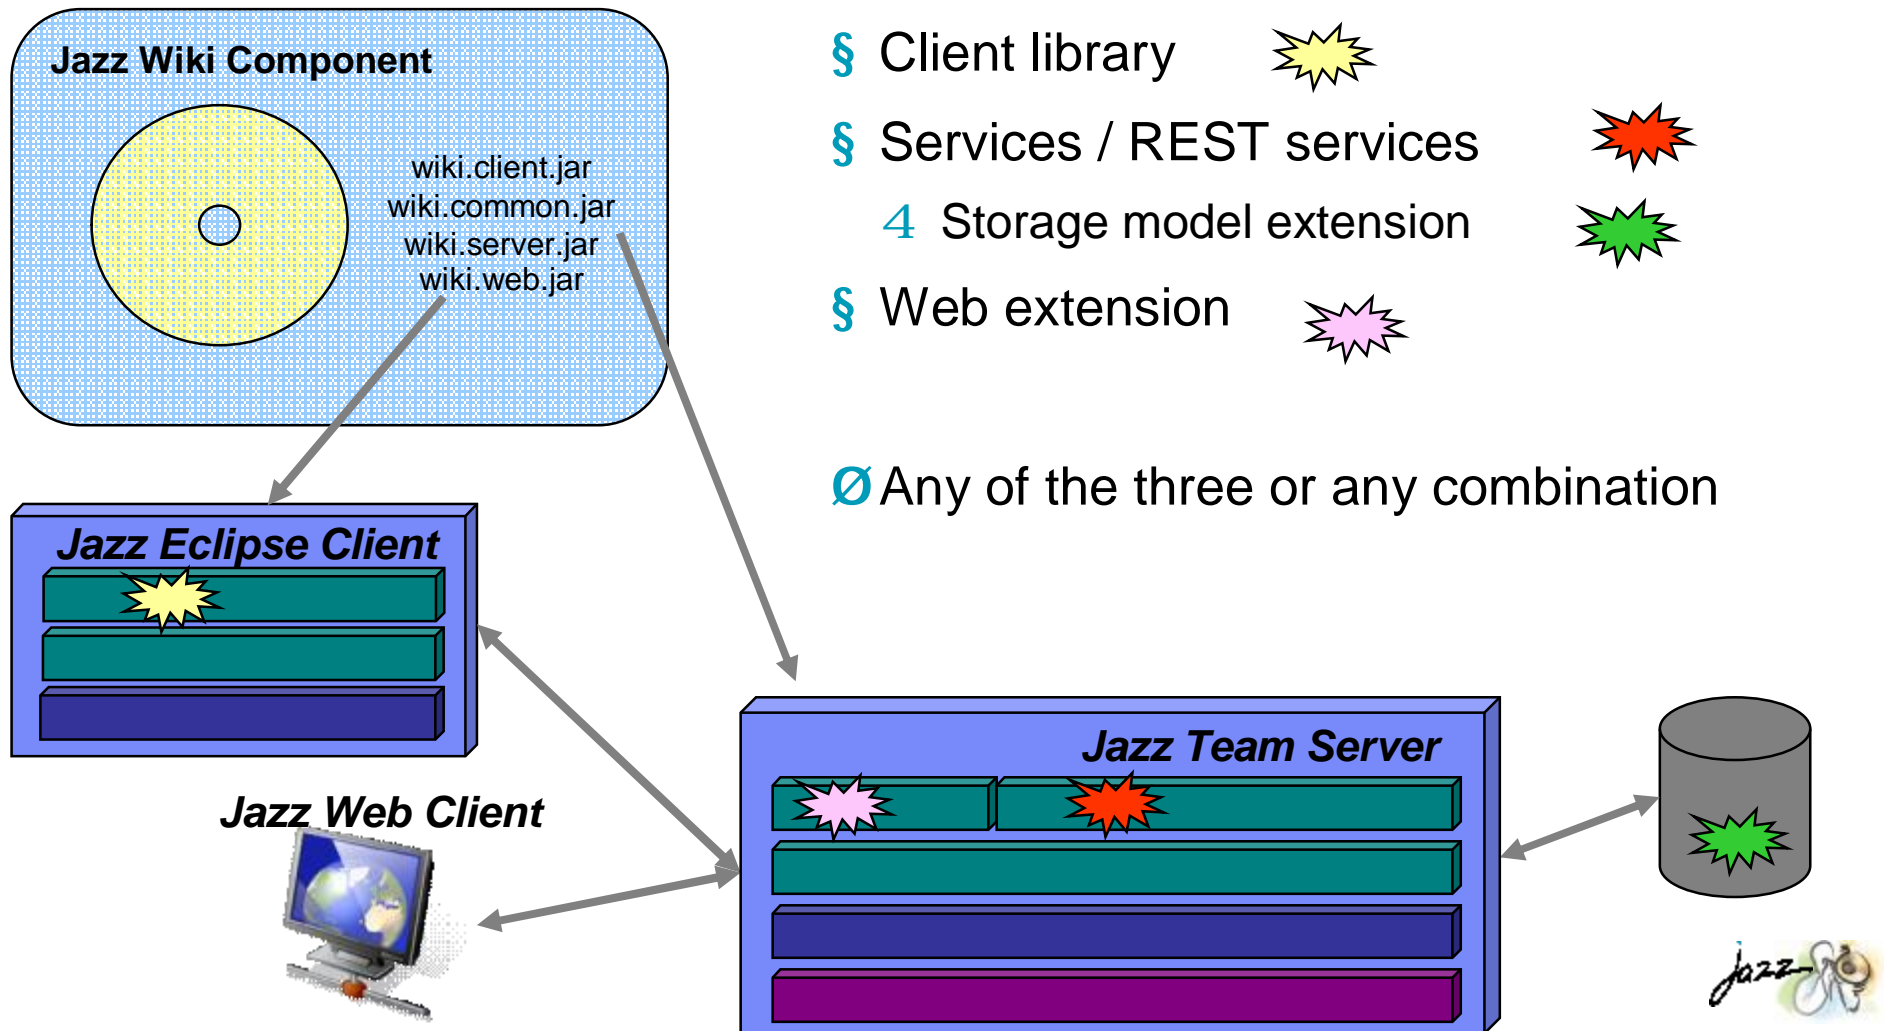 Jazz Wiki Component
wiki.client.jar
wiki.common.jar
wiki.server.jar
wiki.web.jar
§ Client library
§ Services / REST services
4 Storage model extension
§ Web extension
Ø Any of the three or any combination
Jazz Eclipse Client
Jazz Web Client
Jazz Team Server
jazz